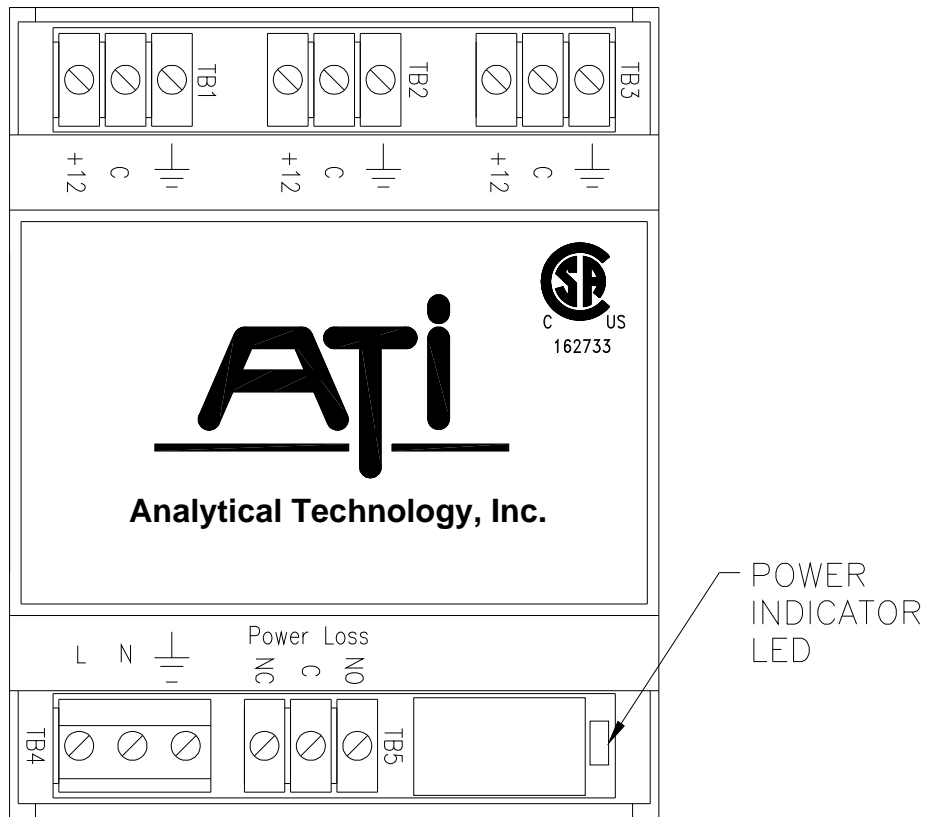 TB1 TB2 TB3
+12 C +12 C +12 C
CSA
C US
162733
ATi
Analytical Technology, Inc.
POWER
INDICATOR
LED
Power Loss
L N NC C NO
TB4 TB5